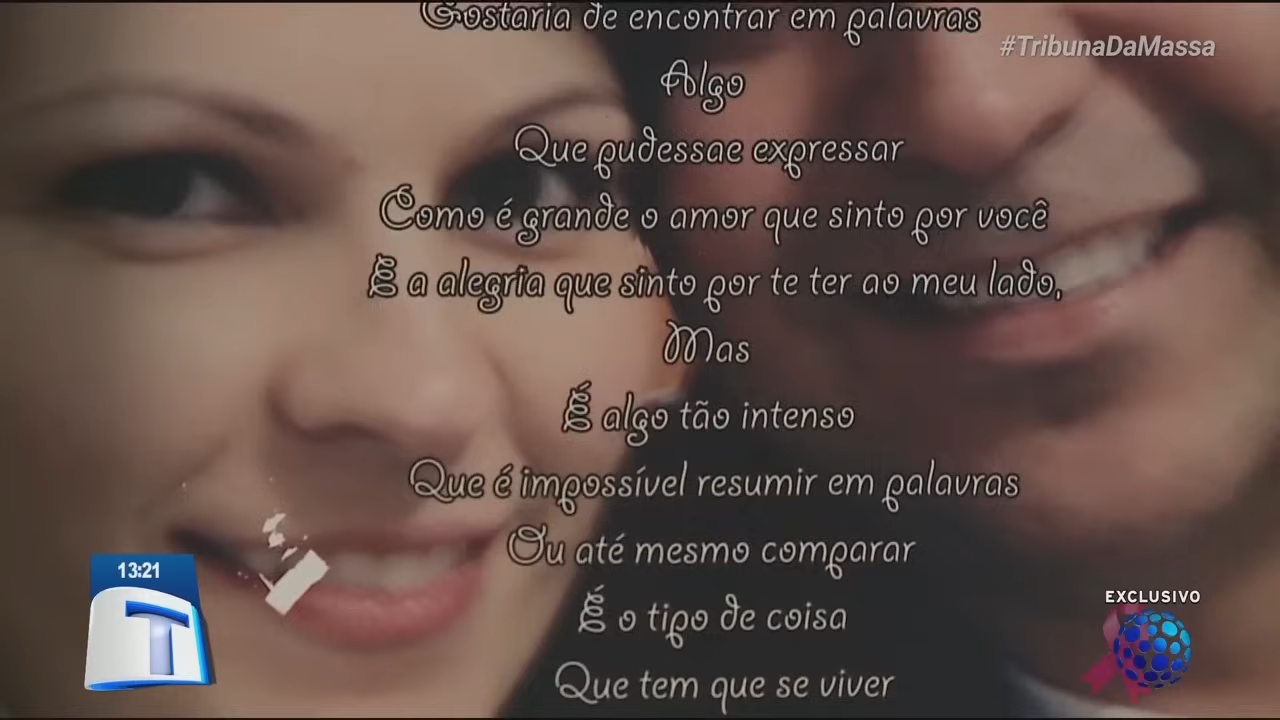 Gostaria de encontrar em palavras
#TribunaDaMassa
Algo
Que pudessae expressar
Como é grande o amor que sinto por você
E a alegria que sinto por te ter ao meu lado,
Mas
É algo tão intenso
Que é impossível resumir em palavras
Ou até mesmo comparar
É o tipo de coisa
Que tem que se viver
13:21
T
EXCLUSIVO